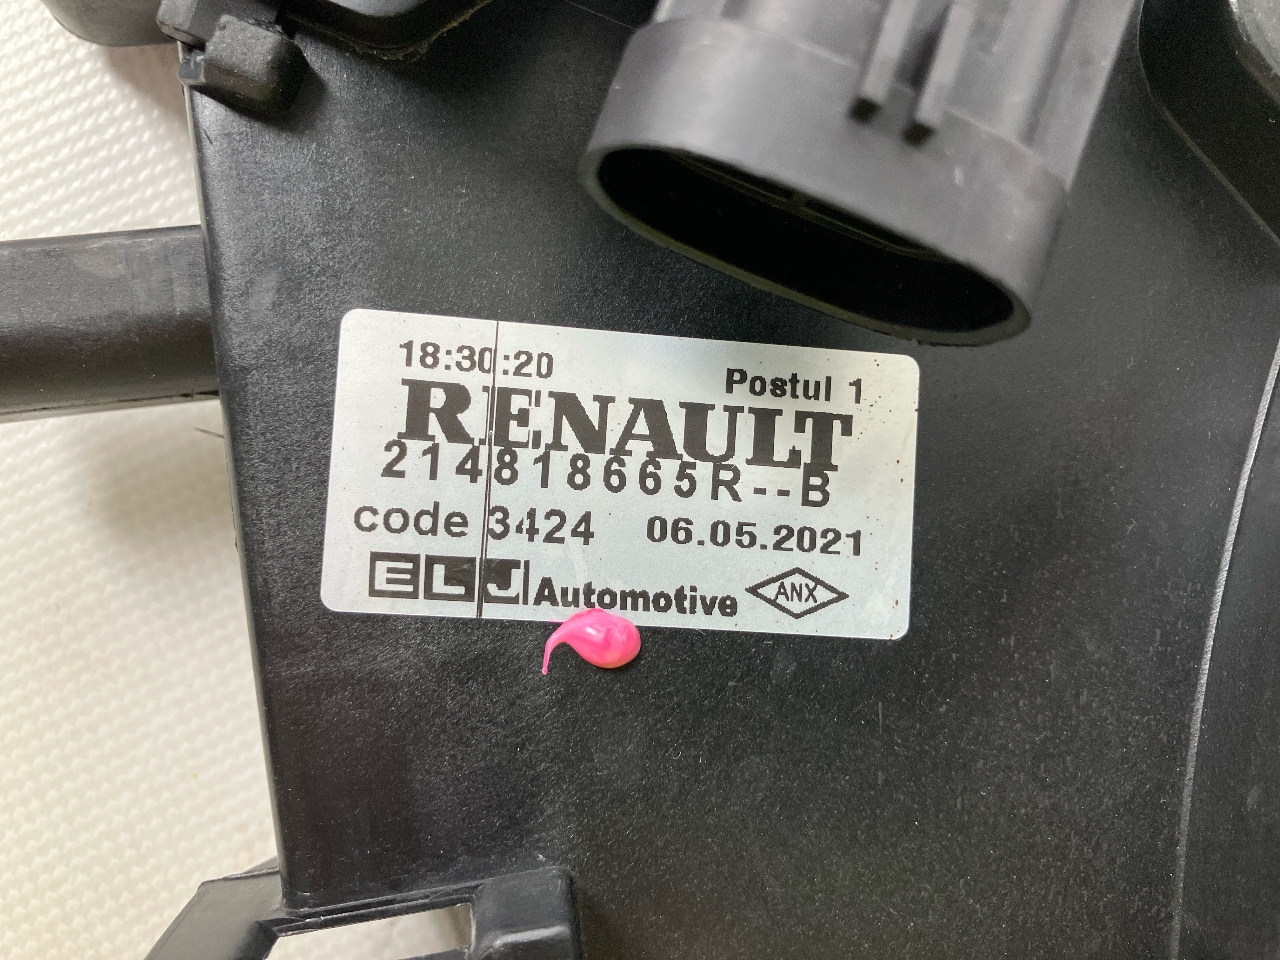 18:30:20 Postul 1
RENAULT
214818665R--B
code 3424 06.05.2021
ELJ Automotive ANX